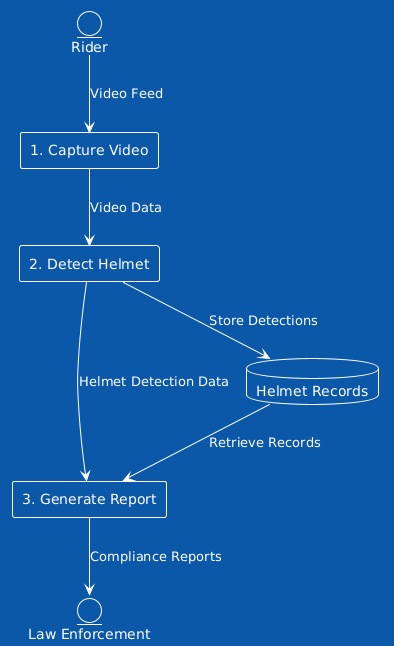 Rider
Video Feed
1. Capture Video
Video Data
2. Detect Helmet
Store Detections
Helmet Detection Data
Helmet Records
Retrieve Records
3. Generate Report
Compliance Reports
Law Enforcement